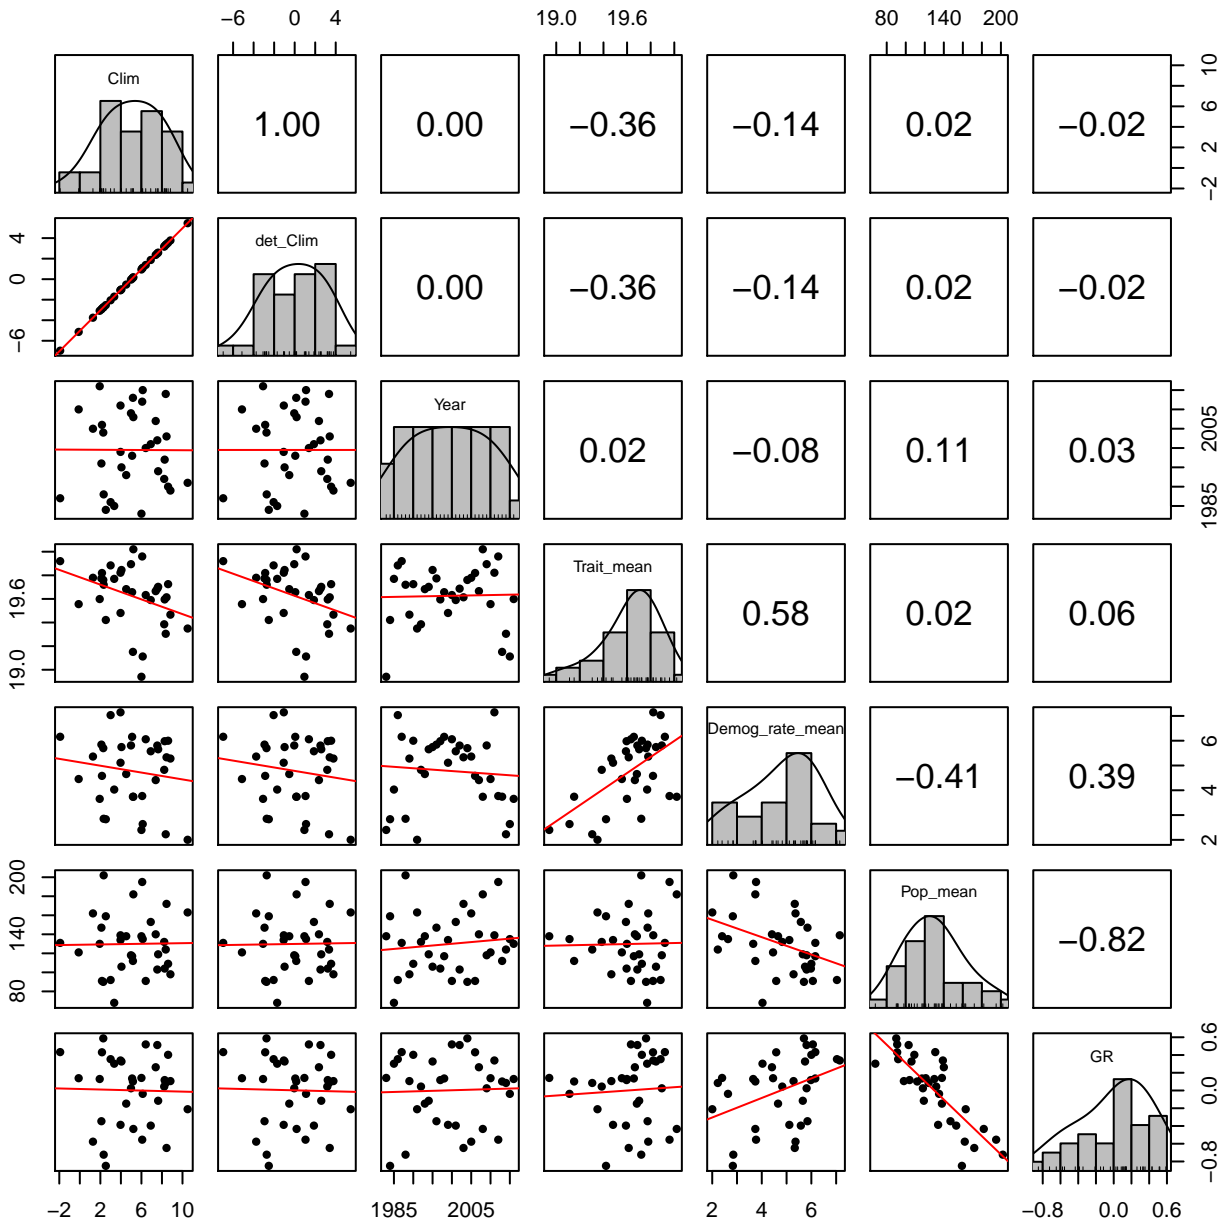 −6 0 4 19.0 19.6 80 140 200
Clim 1.00 0.00 −0.36 −0.14 0.02 −0.02 −2 2 6 10
−6 0 4 det_Clim 0.00 −0.36 −0.14 0.02 −0.02
Year 0.02 −0.08 0.11 0.03 1985 2005
19.0 19.6 Trait_mean 0.58 0.02 0.06
Demog_rate_mean −0.41 0.39 2 4 6
80 140 200 Pop_mean −0.82
GR −0.8 0.0 0.6
−2 2 6 10 1985 2005 2 4 6 −0.8 0.0 0.6